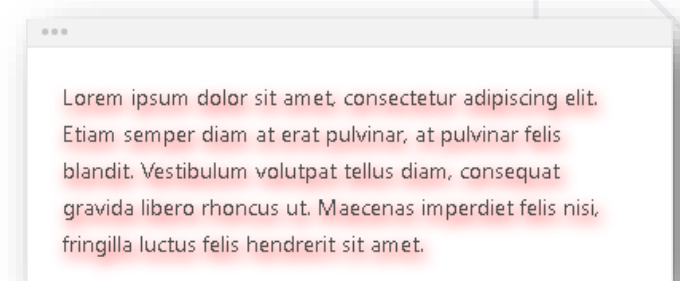 Lorem ipsum dolor sit amet, consectetur adipiscing elit.
Etiam semper diam at erat pulvinar, at pulvinar felis
blandit. Vestibulum volutpat tellus diam, consequat
gravida libero rhoncus ut. Maecenas imperdiet felis nisi,
fringilla luctus felis hendrerit sit amet.